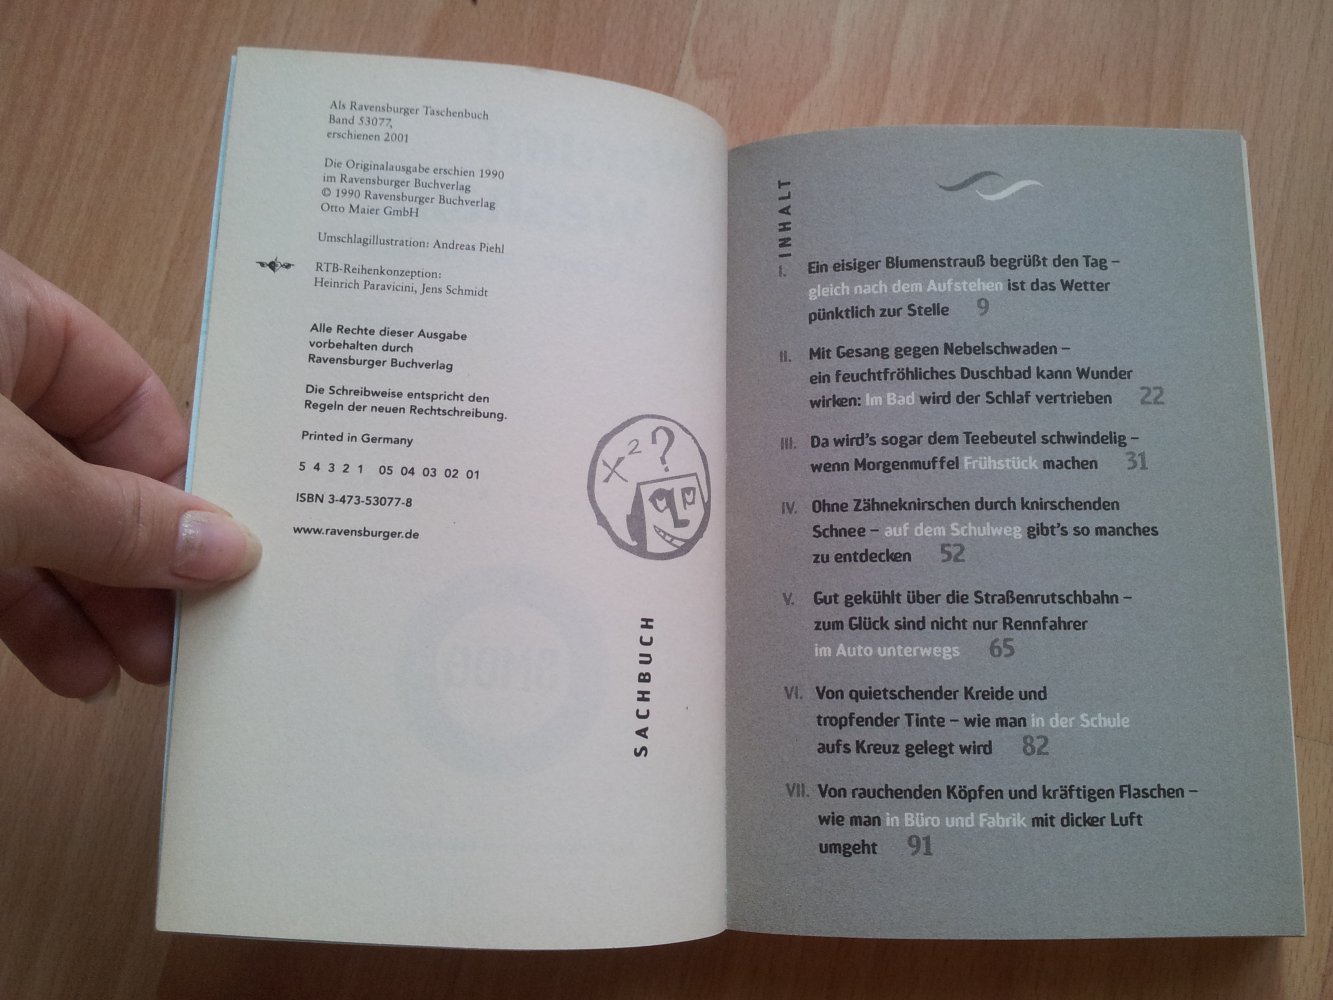 Als Ravensburger Taschenbuch
Band 53077,
erschienen 2001
Die Originalausgabe erschien 1990
im Ravensburger Buchverlag
© 1990 Ravensburger Buchverlag
Otto Maier GmbH
Umschlagillustration: Andreas Piehl
RTB-Reihenkonzeption:
Heinrich Paravicini, Jens Schmidt
Alle Rechte dieser Ausgabe
vorbehalten durch
Ravensburger Buchverlag
Die Schreibweise entspricht den
Regeln der neuen Rechtschreibung.
Printed in Germany
5 4 3 2 1 05 04 03 02 01
ISBN 3-473-53077-8
www.ravensburger.de
x² ?
SACHBUCH
INHALT
I. Ein eisiger Blumenstrauß begrüßt den Tag –
gleich nach dem Aufstehen ist das Wetter
pünktlich zur Stelle 9
II. Mit Gesang gegen Nebelschwaden –
ein feuchtfröhliches Duschbad kann Wunder
wirken: Im Bad wird der Schlaf vertrieben 22
III. Da wird's sogar dem Teebeutel schwindelig –
wenn Morgenmuffel Frühstück machen 31
IV. Ohne Zähneknirschen durch knirschenden
Schnee – auf dem Schulweg gibt's so manches
zu entdecken 52
V. Gut gekühlt über die Straßenrutschbahn –
zum Glück sind nicht nur Rennfahrer
im Auto unterwegs 65
VI. Von quietschender Kreide und
tropfender Tinte – wie man in der Schule
aufs Kreuz gelegt wird 82
VII. Von rauchenden Köpfen und kräftigen Flaschen –
wie man in Büro und Fabrik mit dicker Luft
umgeht 91